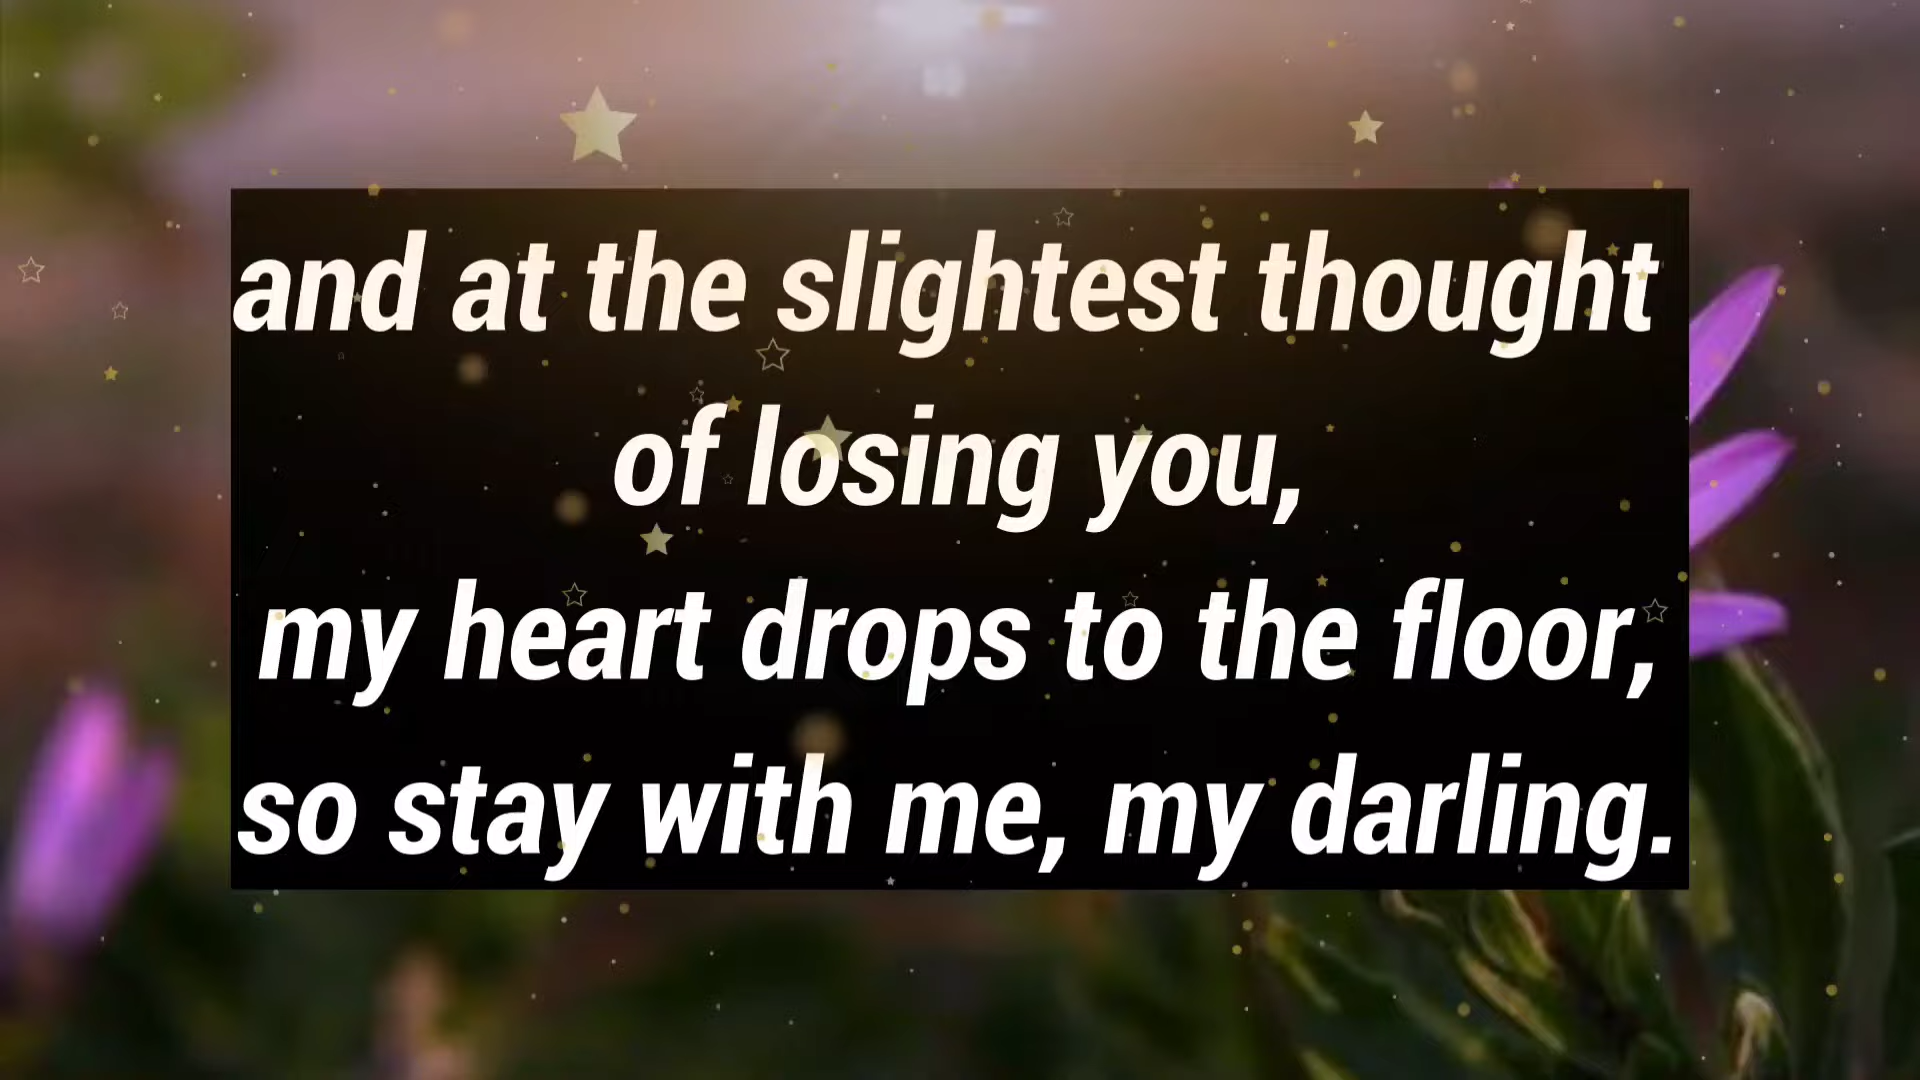 and at the slightest thought
of losing you,
my heart drops to the floor,
so stay with me, my darling.